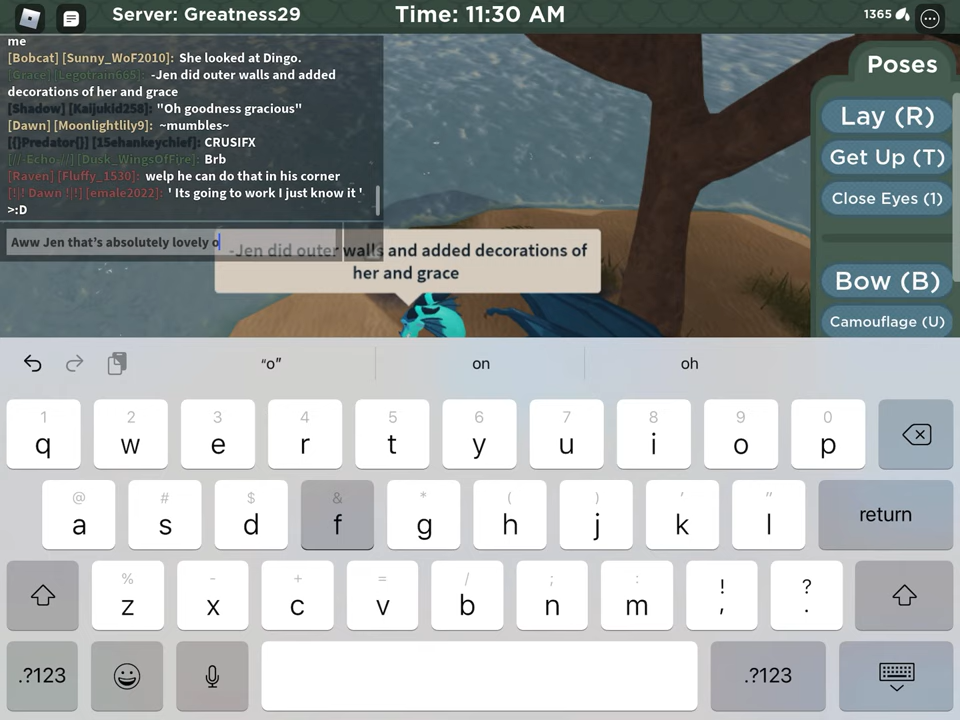 Server: Greatness29
Time: 11:30 AM
1365
me
[Bobcat] [Sunny_WoF2010]: She looked at Dingo.
[Grace] [Legotrain665]: -Jen did outer walls and added
decorations of her and grace
[Shadow] [Kaijukid258]: "Oh goodness gracious"
[Dawn] [Moonlightlily9]: ~mumbles~
[{{}Predator{}}] [15ehankeychief]: CRUSIFX
[//-Echo-//] [Dusk_WingsOfFire]: Brb
[Raven] [Fluffy_1530]: welp he can do that in his corner
[!¡! Dawn !¡!] [emale2022]: ' Its going to work I just know it '
>:D
Aww Jen that's absolutely lovely o
-Jen did outer walls and added decorations of
her and grace
Poses
Lay (R)
Get Up (T)
Close Eyes (1)
Bow (B)
Camouflage (U)
"o"
on
oh
1 2 3 4 5 6 7 8 9 0
q w e r t y u i o p
@ # $ & * ( ) ' "
a s d f g h j k l return
% - + = / ; : ! ?
z x c v b n m , .
.?123 .?123